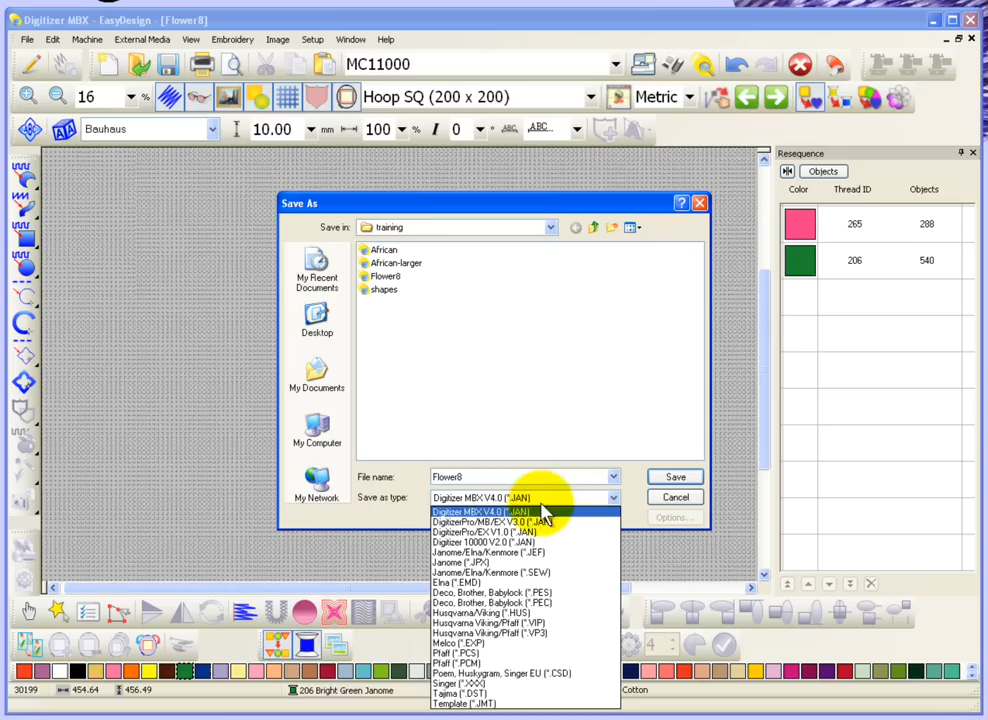 Digitizer MBX - EasyDesign - [Flower8]
File Edit Machine External Media View Embroidery Image Setup Window Help
MC11000
16 % Hoop SQ (200 x 200) Metric
Bauhaus 10.00 mm 100 % I 0 ABC ABC...
Resequence
Objects
Color Thread ID Objects
265 288
206 540
Save As
Save in: training
African
African-larger
Flower8
shapes
My Recent Documents
Desktop
My Documents
My Computer
My Network
File name: Flower8 Save
Save as type: Digitizer MBX V4.0 (*.JAN) Cancel
Options...
Digitizer MBX V4.0 (*.JAN)
DigitizerPro/MB/EX V3.0 (*.JAN)
DigitizerPro/EX V1.0 (*.JAN)
Digitizer 10000 V2.0 (*.JAN)
Janome/Elna/Kenmore (*.JEF)
Janome (*.JPX)
Janome/Elna/Kenmore (*.SEW)
Elna (*.EMD)
Deco, Brother, Babylock (*.PES)
Deco, Brother, Babylock (*.PEC)
Husqvarna/Viking (*.HUS)
Husqvarna Viking/Pfaff (*.VIP)
Husqvarna Viking/Pfaff (*.VP3)
Melco (*.EXP)
Pfaff (*.PCS)
Pfaff (*.PCM)
Poem, Huskygram, Singer EU (*.CSD)
Singer (*.XXX)
Tajima (*.DST)
Template (*.JMT)
4
30199 454.64 456.49 206 Bright Green Janome Cotton